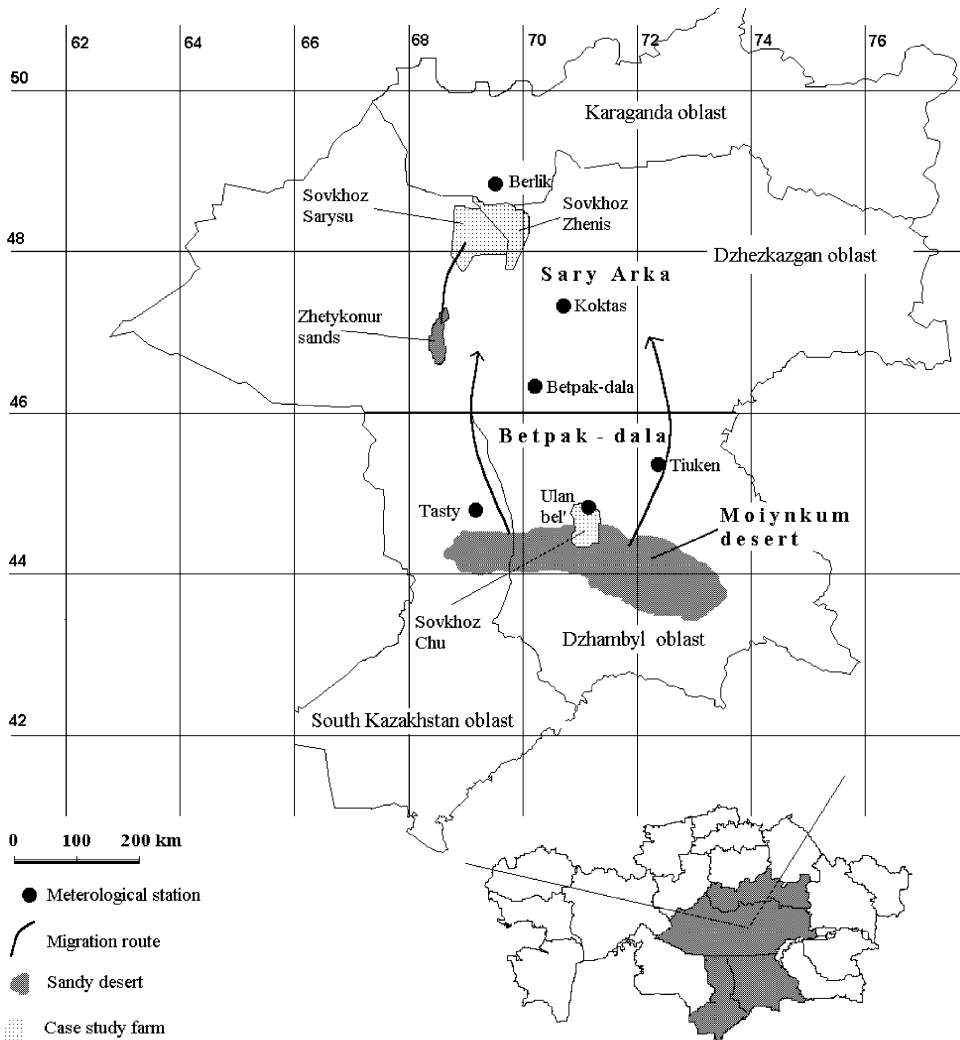 62
66
68
70
72
74
76
50
Karaganda oblast
Berlik
Sovkhoz
Sarysu
Sovkhoz
Zhenis
48
Dzhezkazgan oblast
Sary Arka
Koktas
Zhetykonur
sands
Betpak-dala
46
Betpak - dala
Tiuken
Ulan
bel'
Tasty
Moiynkum
desert
44
Sovkhoz
Chu
Dzhambyl oblast
South Kazakhstan oblast
42
0 100 200 km
Meterological station
Migration route
Sandy desert
Case study farm